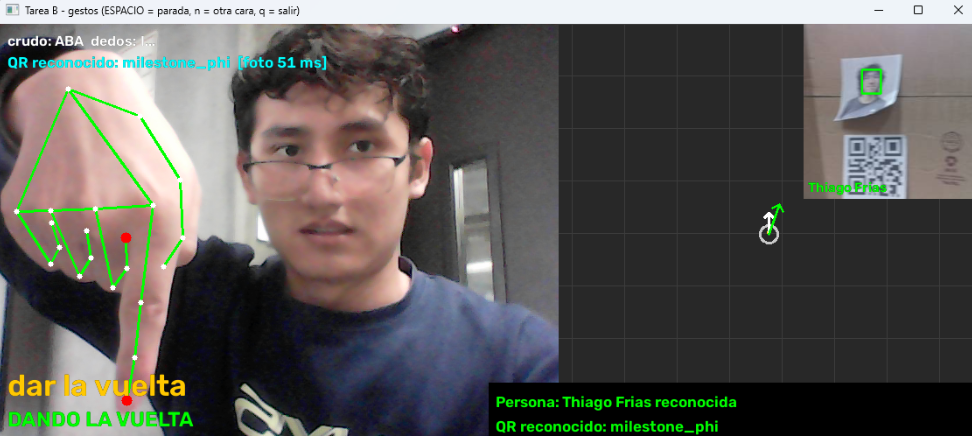 Tarea B - gestos (ESPACIO = parada, n = otra cara, q = salir)
crudo: ABA dedos: I...
QR reconocido: milestone_phi [foto 51 ms]
Thiago Frias
dar la vuelta
DANDO LA VUELTA
Persona: Thiago Frias reconocida
QR reconocido: milestone_phi